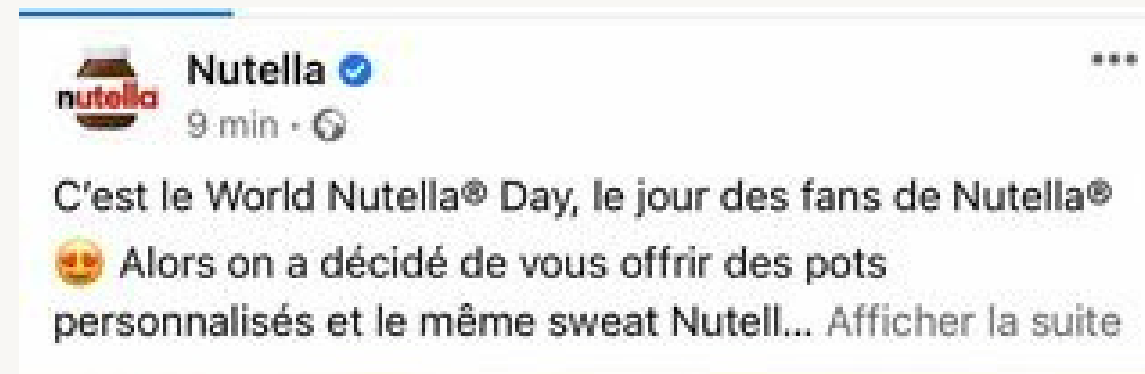 nutella
Nutella
9 min ·
C'est le World Nutella® Day, le jour des fans de Nutella®
😍 Alors on a décidé de vous offrir des pots
personnalisés et le même sweat Nutell... Afficher la suite